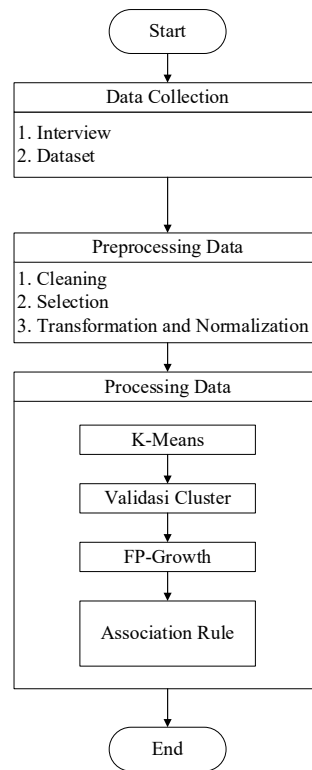 Start
Data Collection
1. Interview
2. Dataset
Preprocessing Data
1. Cleaning
2. Selection
3. Transformation and Normalization
Processing Data
K-Means
Validasi Cluster
FP-Growth
Association Rule
End